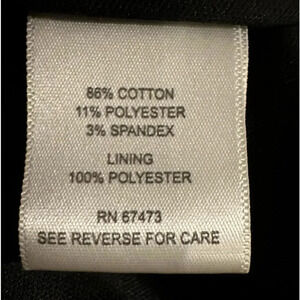 86% COTTON
11% POLYESTER
3% SPANDEX
LINING
100% POLYESTER
RN 67473
SEE REVERSE FOR CARE